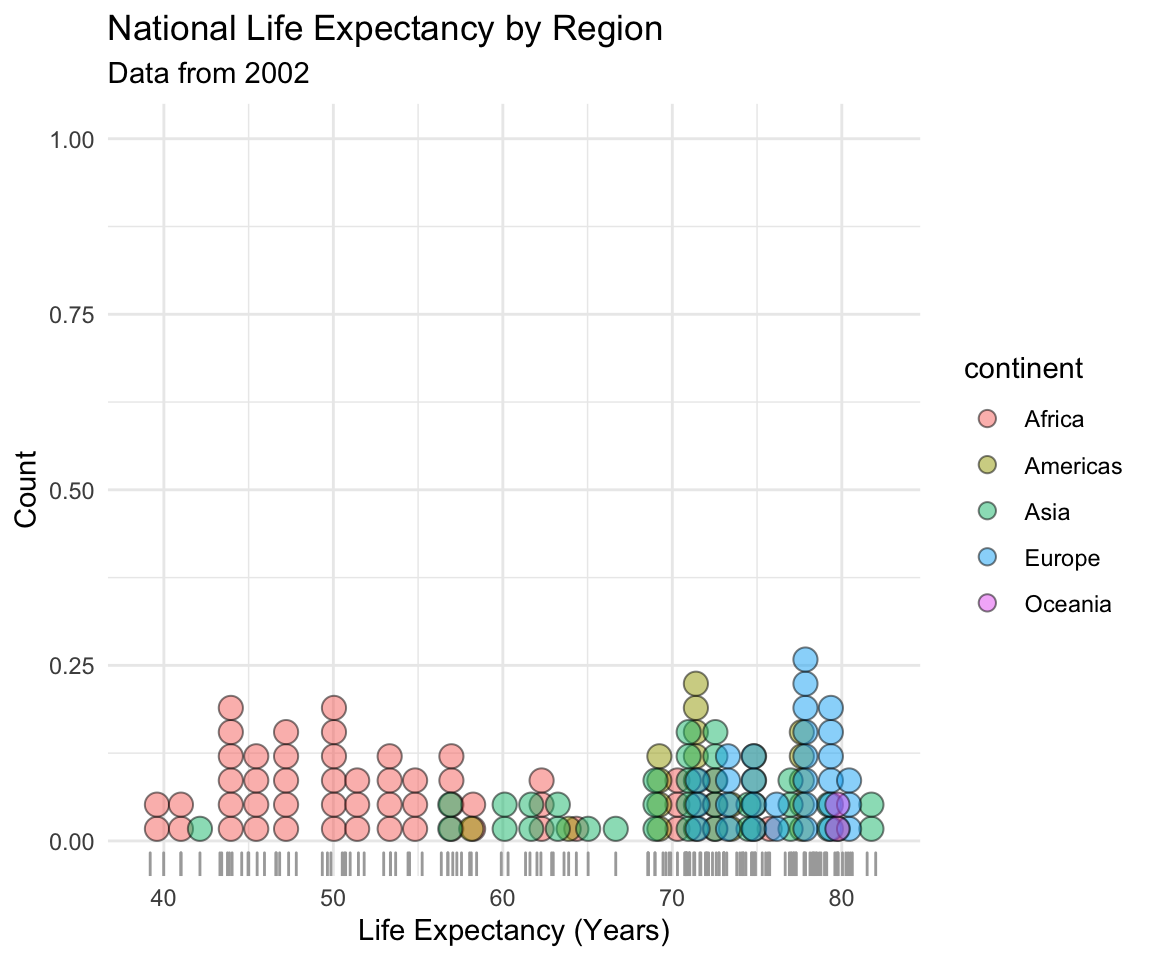 National Life Expectancy by Region
Data from 2002
1.00
0.75
0.50
0.25
0.00
Count
40 50 60 70 80
Life Expectancy (Years)
continent
Africa
Americas
Asia
Europe
Oceania